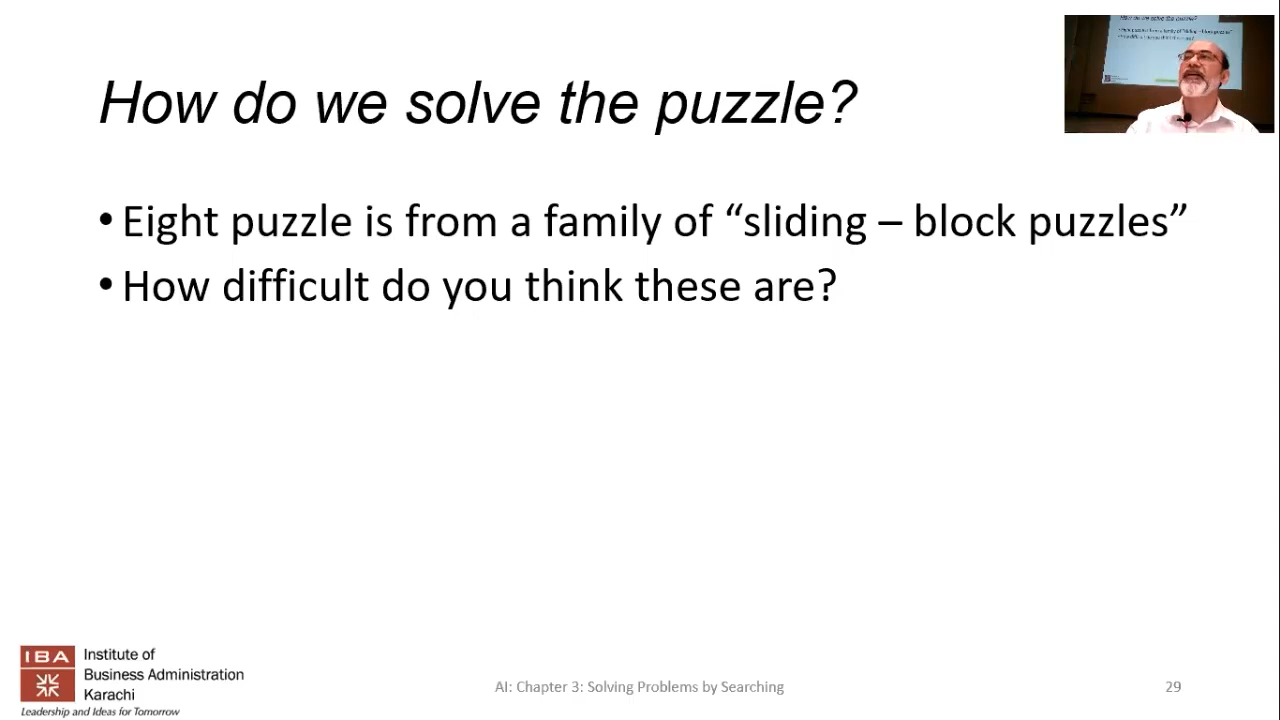 How do we solve the puzzle?
• Eight puzzle is from a family of “sliding – block puzzles”
• How difficult do you think these are?
IBA
Institute of
Business Administration
Karachi
Leadership and Ideas for Tomorrow
AI: Chapter 3: Solving Problems by Searching
29